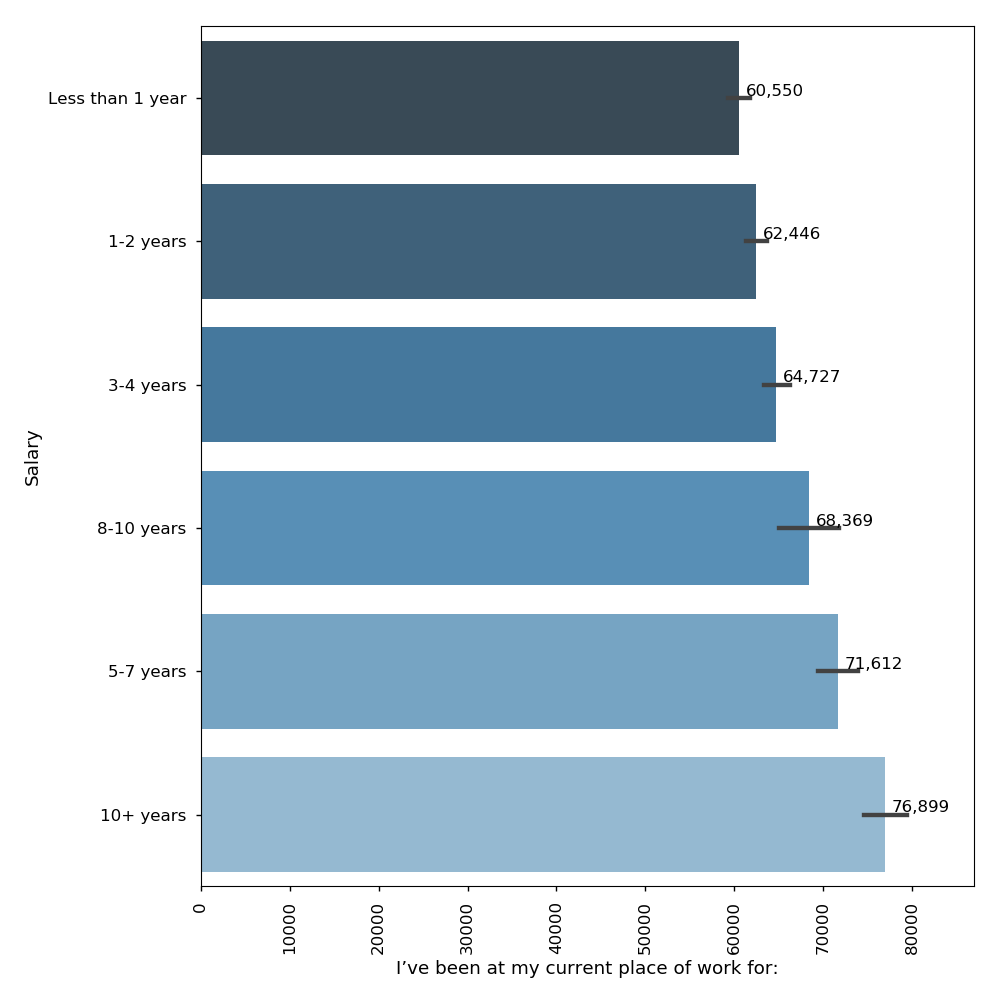 Less than 1 year
60,550
1-2 years
62,446
3-4 years
64,727
Salary
8-10 years
68,369
5-7 years
71,612
10+ years
76,899
0
10000
20000
30000
40000
50000
60000
70000
80000
I’ve been at my current place of work for: